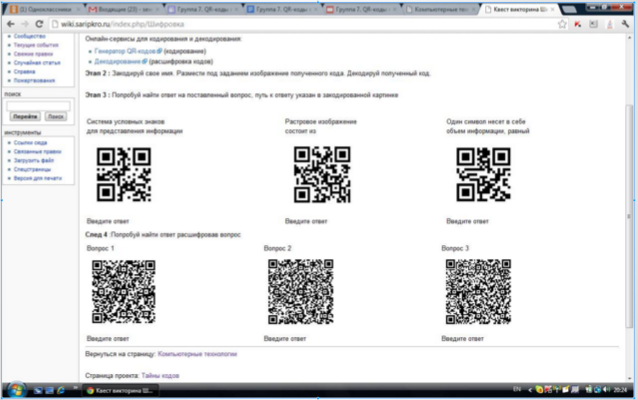 (1) Одноклассники
Входящие (25)
Группа 7. QR-коды
Группа 7. QR-коды
Группа 7. QR-коды
Компьютерные тех
Квест викторина Ш
wiki.saripkro.ru/index.php/Шифровка
Сообщество
Текущие события
Свежие правки
Случайная статья
Справка
Пожертвования
поиск
Перейти Поиск
инструменты
Ссылки сюда
Связанные правки
Загрузить файл
Спецстраницы
Версия для печати
Онлайн-сервисы для кодирования и декодирования:
Генератор QR-кодов (кодирование)
Декодирование (расшифровка кодов)
Этап 2 : Закодируй свое имя. Размести под заданием изображение полученного кода. Декодируй полученный код.
Этап 3 : Попробуй найти ответ на поставленный вопрос, путь к ответу указан в закодированной картинке
Система условных знаков
для представления информации
Растровое изображение
состоит из
Один символ несет в себе
объем информации, равный
Введите ответ Введите ответ Введите ответ
След 4 :Попробуй найти ответ расшифровав вопрос
Вопрос 1 Вопрос 2 Вопрос 3
Введите ответ Введите ответ Введите ответ
Вернуться на страницу: Компьютерные технологии
Страница проекта: Тайны кодов
Квест викторина Ш...
EN
20:24